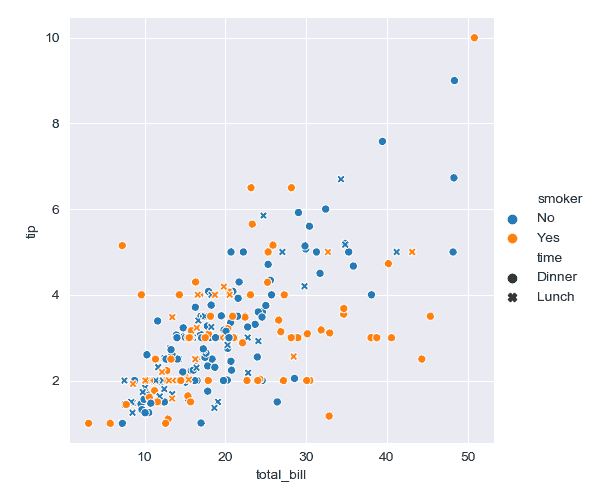 10
8
6
4
2
tip
10
20
30
40
50
total_bill
smoker
No
Yes
time
Dinner
Lunch